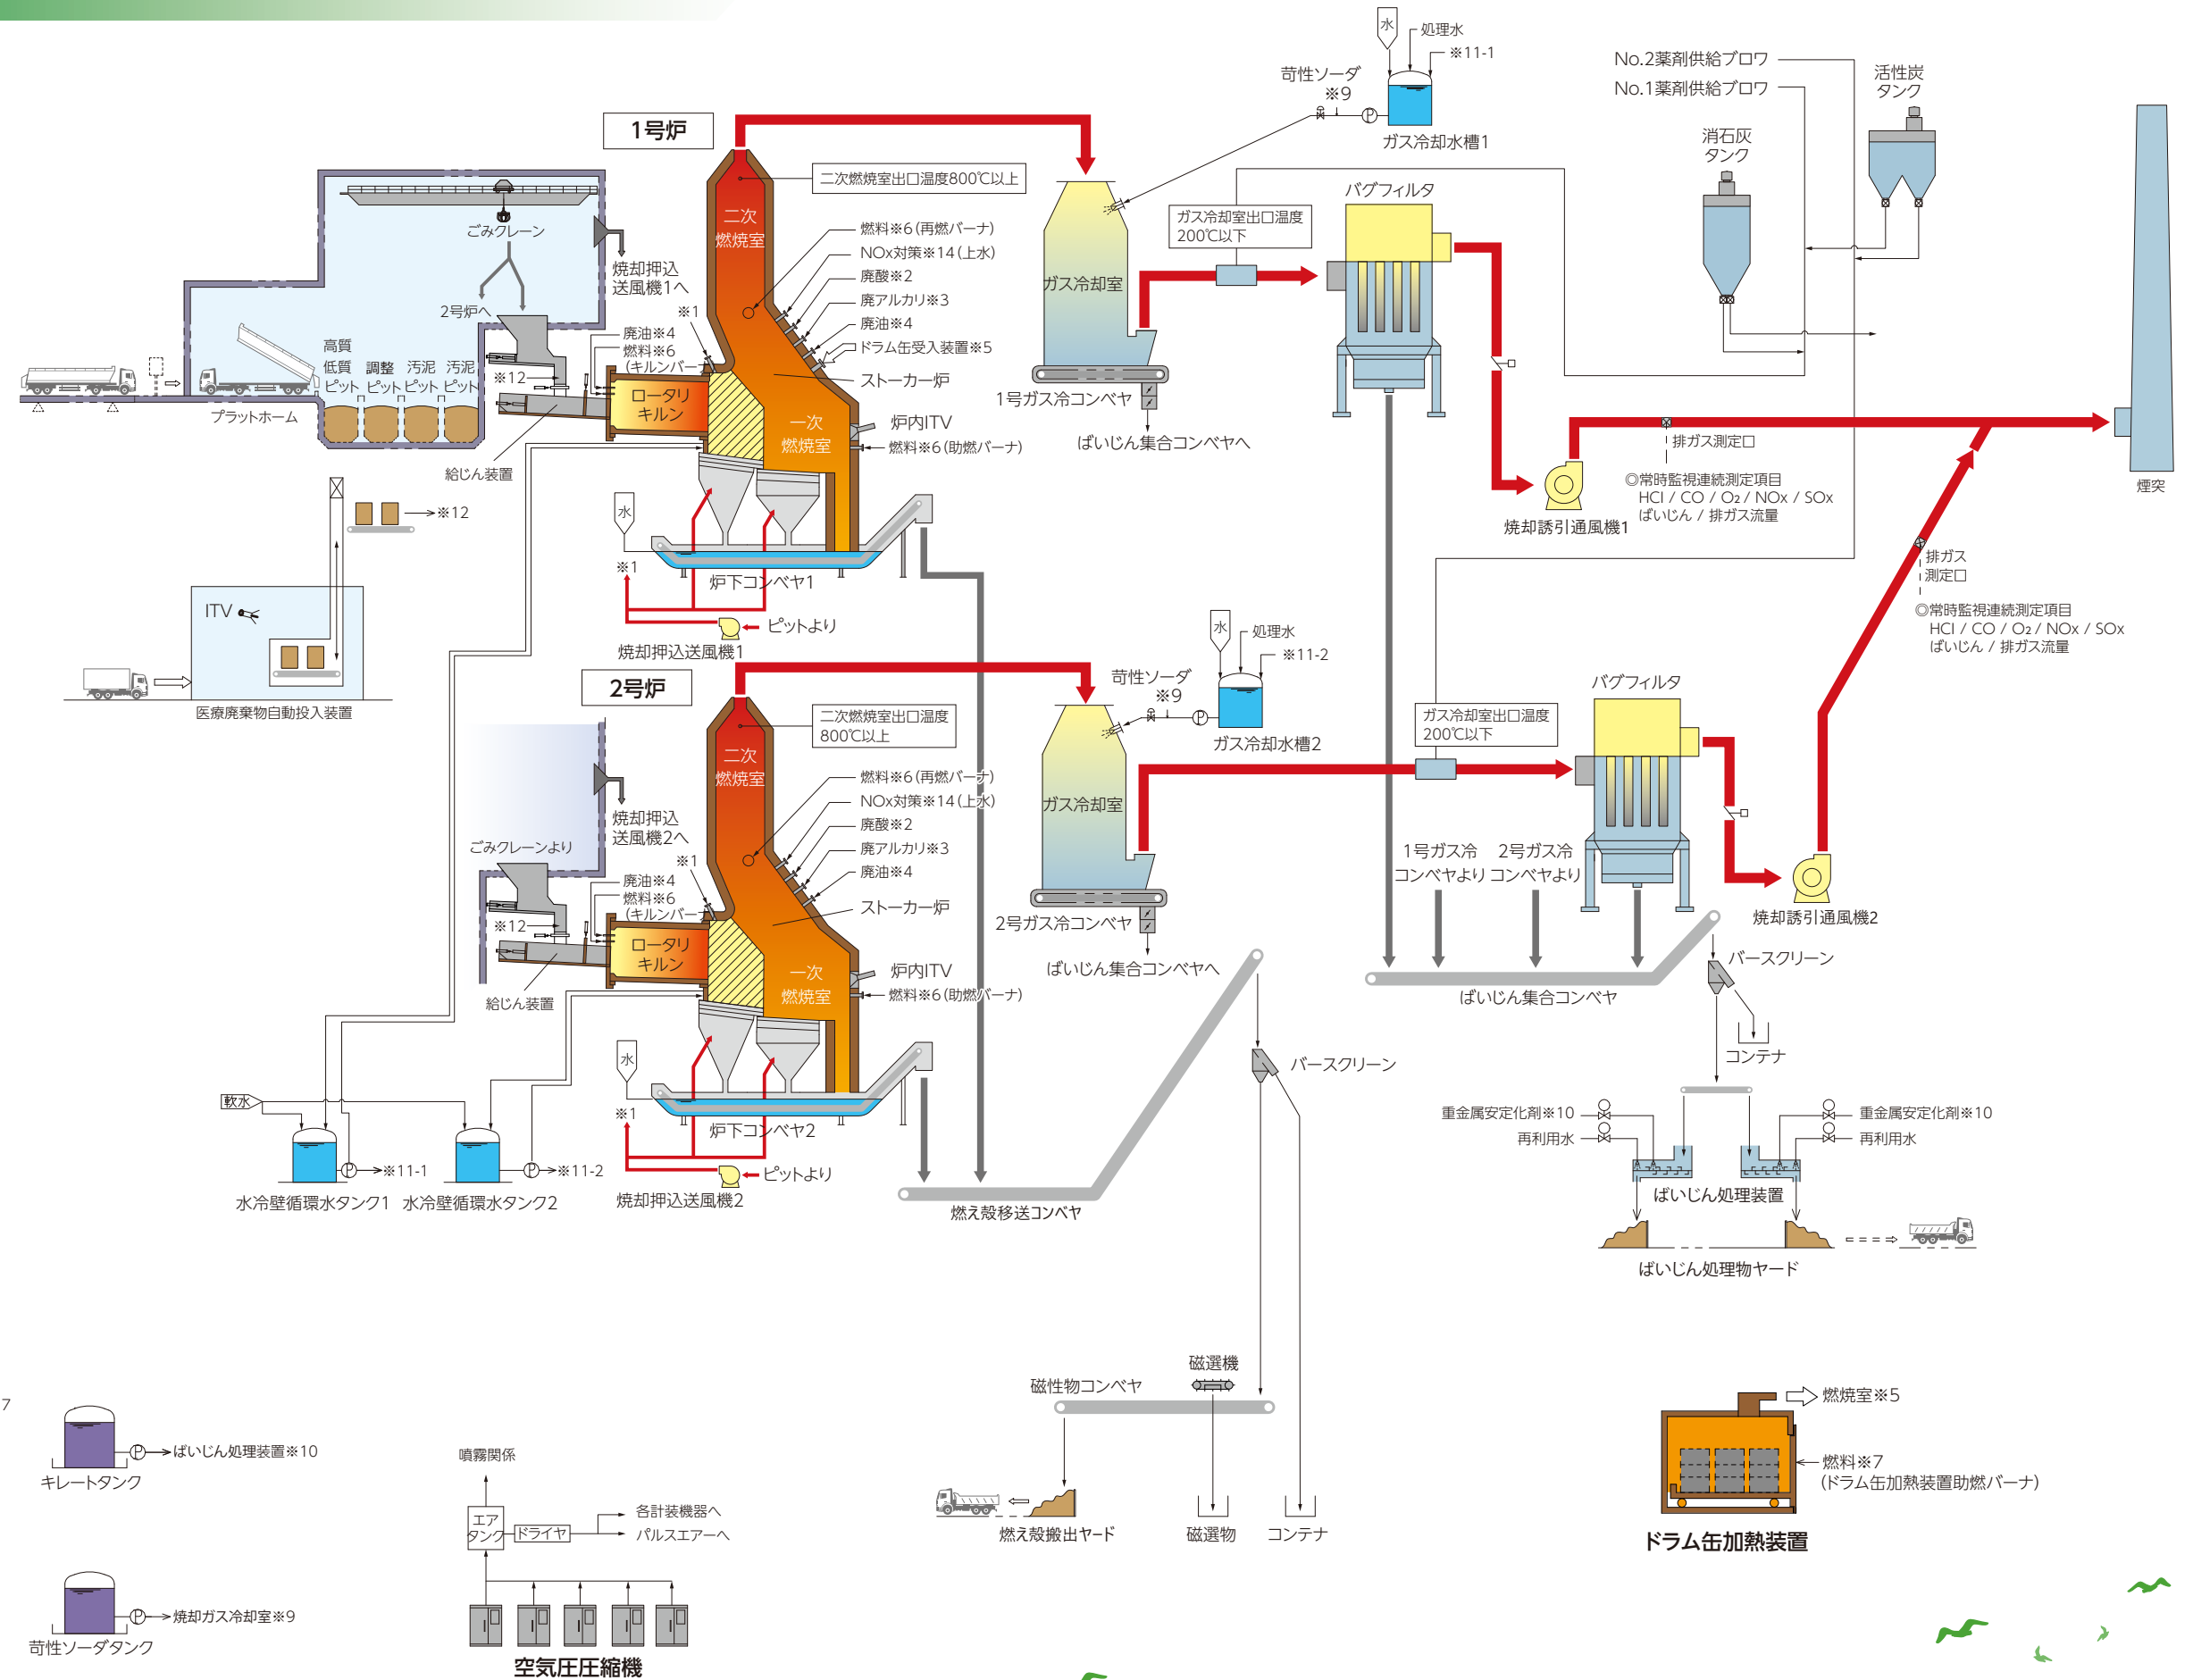 1号炉
二次燃焼室出口温度800℃以上
二次
燃焼室
燃料※6(再燃バーナ)
NOx対策※14(上水)
廃酸※2
廃アルカリ※3
廃油※4
ドラム缶受入装置※5
ストーカー炉
一次
燃焼室
炉内ITV
燃料※6(助燃バーナ)
ごみクレーン
2号炉へ
焼却押込
送風機1へ
※1
廃油※4
燃料※6
(キルンバーナ
※12
ロータリ
キルン
給じん装置
高質
低質
ピット
調整
ピット
汚泥
ピット
汚泥
ピット
プラットホーム
※12
ITV
医療廃棄物自動投入装置
水
炉下コンベヤ1
※1
ピットより
焼却押込送風機1
水
処理水
※11-1
苛性ソーダ
※9
ガス冷却水槽1
ガス冷却室
ガス冷却室出口温度
200℃以下
1号ガス冷コンベヤ
ばいじん集合コンベヤへ
バグフィルタ
No.2薬剤供給ブロワ
No.1薬剤供給ブロワ
消石灰
タンク
活性炭
タンク
煙突
排ガス測定口
◎常時監視連続測定項目
HCl / CO / O2 / NOx / SOx
ばいじん / 排ガス流量
焼却誘引通風機1
排ガス
測定口
◎常時監視連続測定項目
HCl / CO / O2 / NOx / SOx
ばいじん / 排ガス流量
2号炉
二次燃焼室出口温度
800℃以上
二次
燃焼室
燃料※6(再燃バーナ)
NOx対策※14(上水)
廃酸※2
廃アルカリ※3
廃油※4
ストーカー炉
一次
燃焼室
炉内ITV
燃料※6(助燃バーナ)
焼却押込
送風機2へ
ごみクレーンより
※1
廃油※4
燃料※6
(キルンバーナ
※12
ロータリ
キルン
給じん装置
水
炉下コンベヤ2
※1
ピットより
焼却押込送風機2
水
処理水
※11-2
苛性ソーダ
※9
ガス冷却水槽2
ガス冷却室
ガス冷却室出口温度
200℃以下
2号ガス冷コンベヤ
ばいじん集合コンベヤへ
バグフィルタ
焼却誘引通風機2
1号ガス冷
コンベヤより
2号ガス冷
コンベヤより
ばいじん集合コンベヤ
バースクリーン
コンテナ
重金属安定化剤※10
再利用水
重金属安定化剤※10
再利用水
ばいじん処理装置
ばいじん処理物ヤード
軟水
P
※11-1
P
※11-2
水冷壁循環水タンク1
水冷壁循環水タンク2
燃え殻移送コンベヤ
バースクリーン
磁選機
磁性物コンベヤ
燃え殻搬出ヤード
磁選物
コンテナ
燃焼室※5
燃料※7
(ドラム缶加熱装置助燃バーナ)
ドラム缶加熱装置
7
P
ばいじん処理装置※10
キレートタンク
P
焼却ガス冷却室※9
苛性ソーダタンク
噴霧関係
エア
タンク
ドライヤ
各計装機器へ
パルスエアーへ
空気圧圧縮機